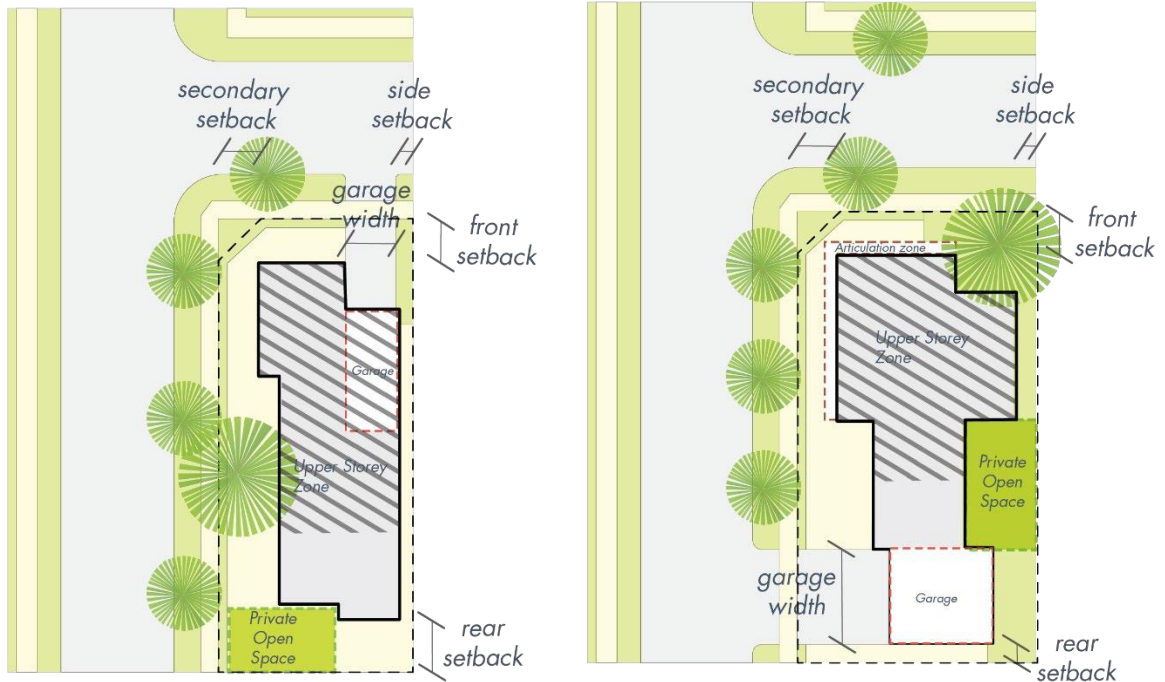 secondary
setback
side
setback
garage
width
front
setback
Garage
Upper Storey
Zone
Private
Open
Space
rear
setback
secondary
setback
side
setback
front
setback
Articulation zone
Upper Storey
Zone
Private
Open
Space
garage
width
Garage
rear
setback